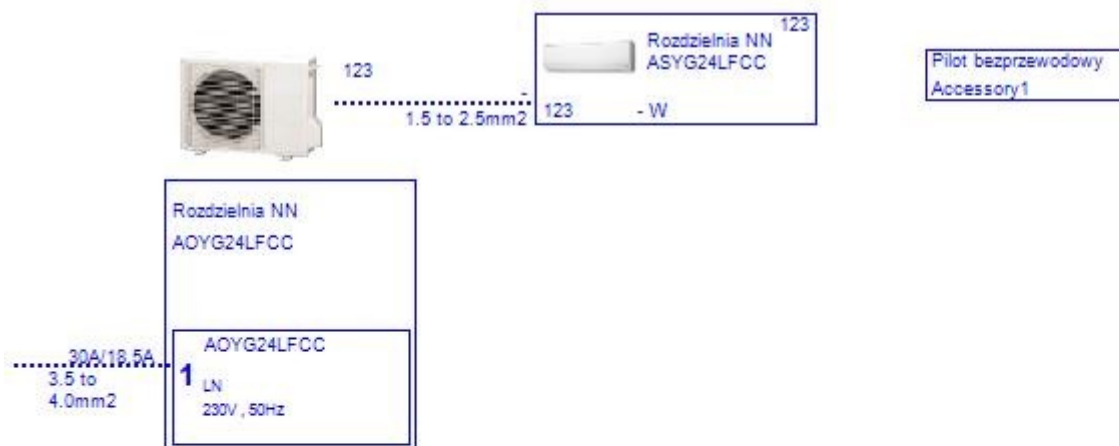 123
Rozdzielnia NN
ASYG24LFCC
123
-
1.5 to 2.5mm2
123 - W
Pilot bezprzewodowy
Accessory1
Rozdzielnia NN
AOYG24LFCC
30A/18.5A
3.5 to
4.0mm2
AOYG24LFCC
1
LN
230V , 50Hz